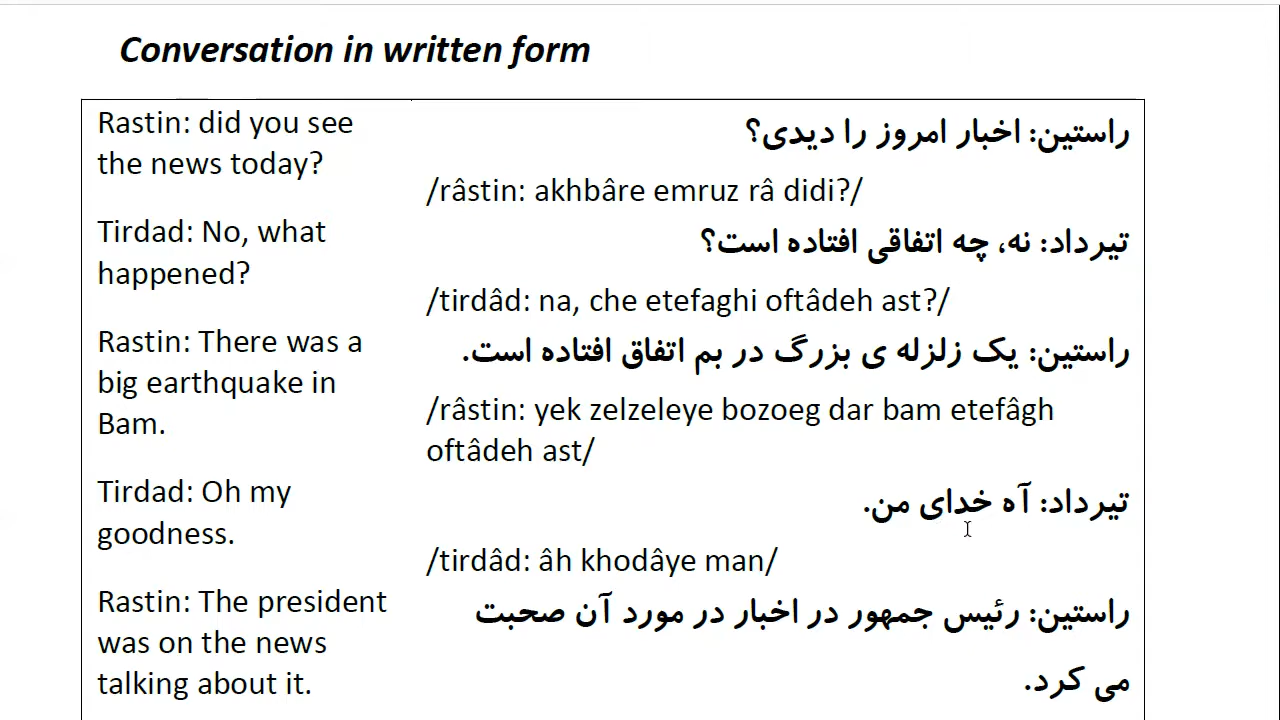 Conversation in written form
Rastin: did you see
the news today?
Tirdad: No, what
happened?
Rastin: There was a
big earthquake in
Bam.
Tirdad: Oh my
goodness.
Rastin: The president
was on the news
talking about it.
راستین: اخبار امروز را دیدی؟
/râstin: akhbâre emruz râ didi?/
تیرداد: نه، چه اتفاقی افتاده است؟
/tirdâd: na, che etefaghi oftâdeh ast?/
راستین: یک زلزله ی بزرگ در بم اتفاق افتاده است.
/râstin: yek zelzeleye bozoeg dar bam etefâgh
oftâdeh ast/
تیرداد: آه خدای من.
/tirdâd: âh khodâye man/
راستین: رئیس جمهور در اخبار در مورد آن صحبت
می کرد.